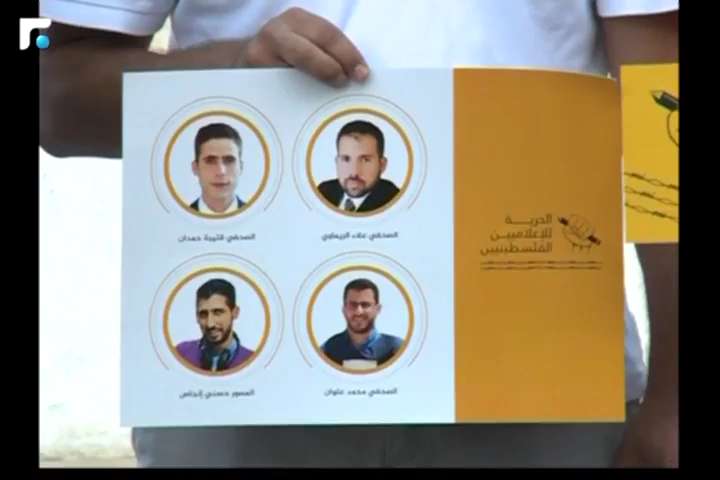 الصحفي علاء الريماوي
الصحفي قتيبة حمدان
الصحفي محمد علوان
المصور حسني إنجاص
الحرية
للإعلاميين
الفلسطينيين